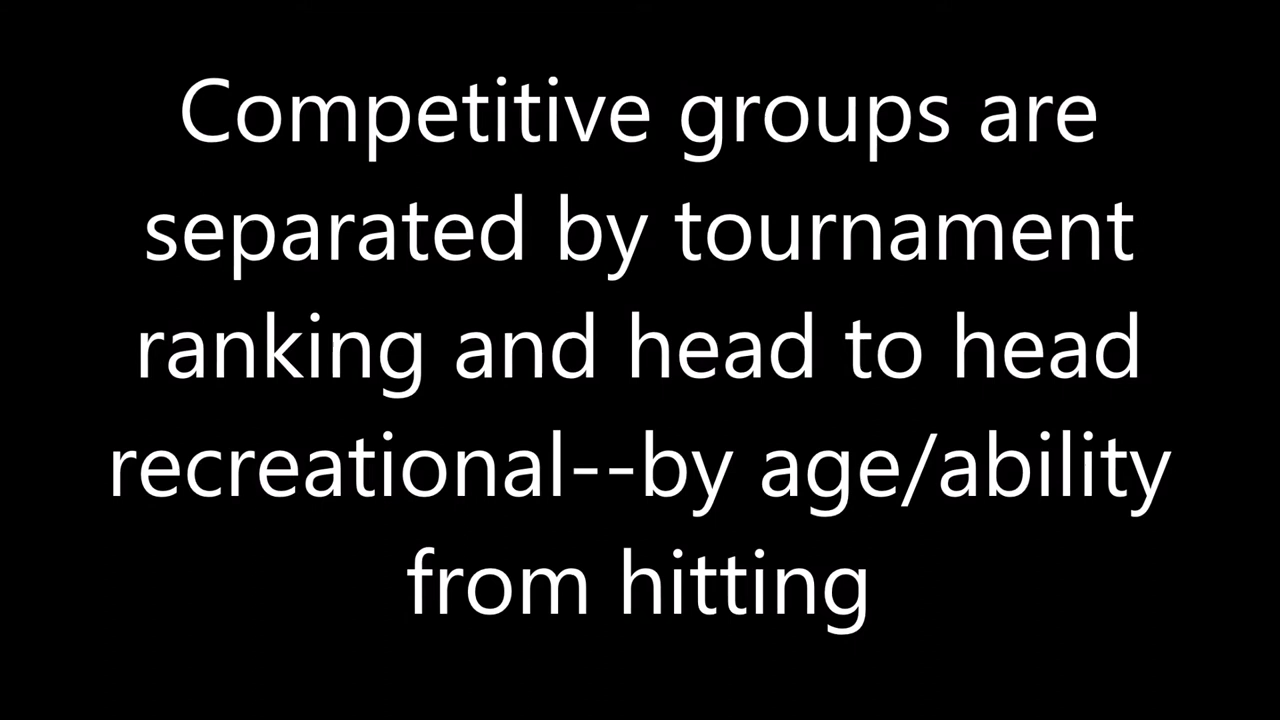 Competitive groups are
separated by tournament
ranking and head to head
recreational--by age/ability
from hitting